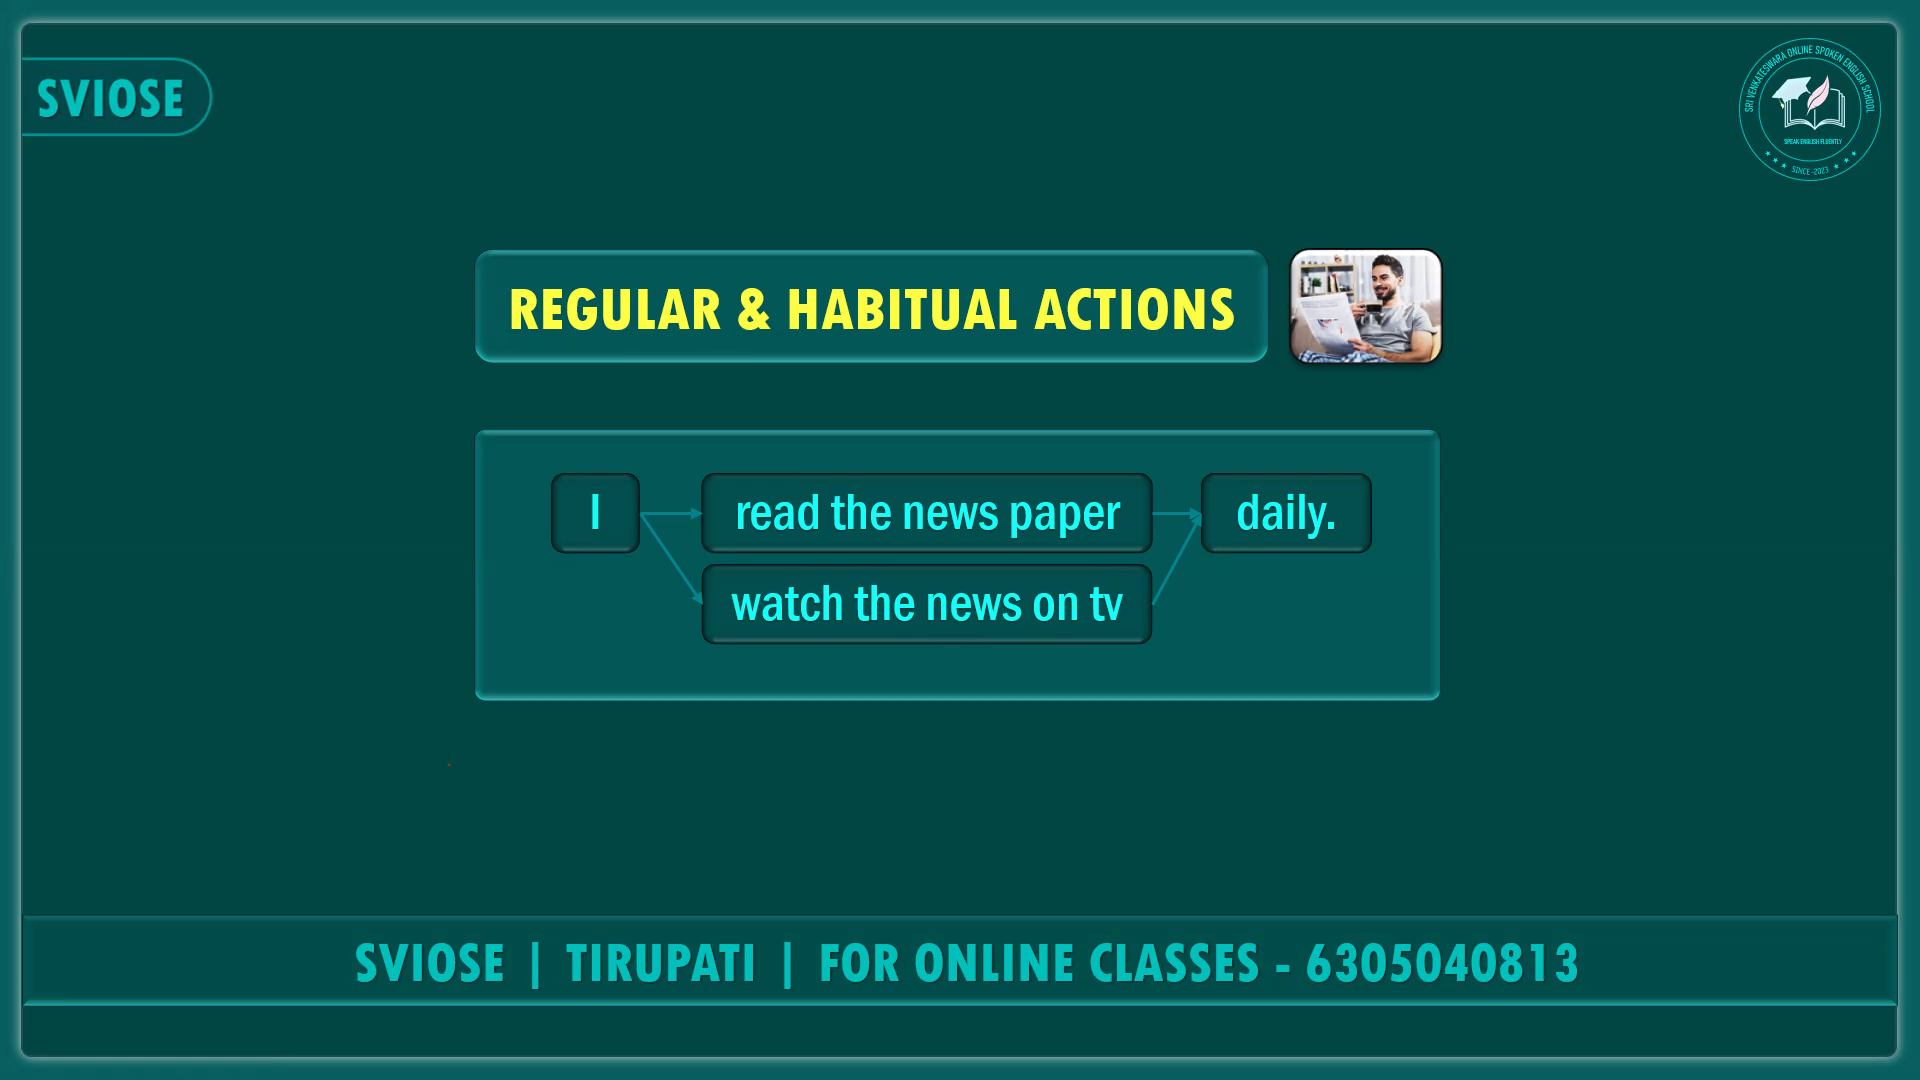 SVIOSE
SRI VENKATESWARA ONLINE SPOKEN ENGLISH SCHOOL
SPEAK ENGLISH FLUENTLY
SINCE -2023
REGULAR & HABITUAL ACTIONS
I read the news paper daily.
watch the news on tv
SVIOSE | TIRUPATI | FOR ONLINE CLASSES - 6305040813